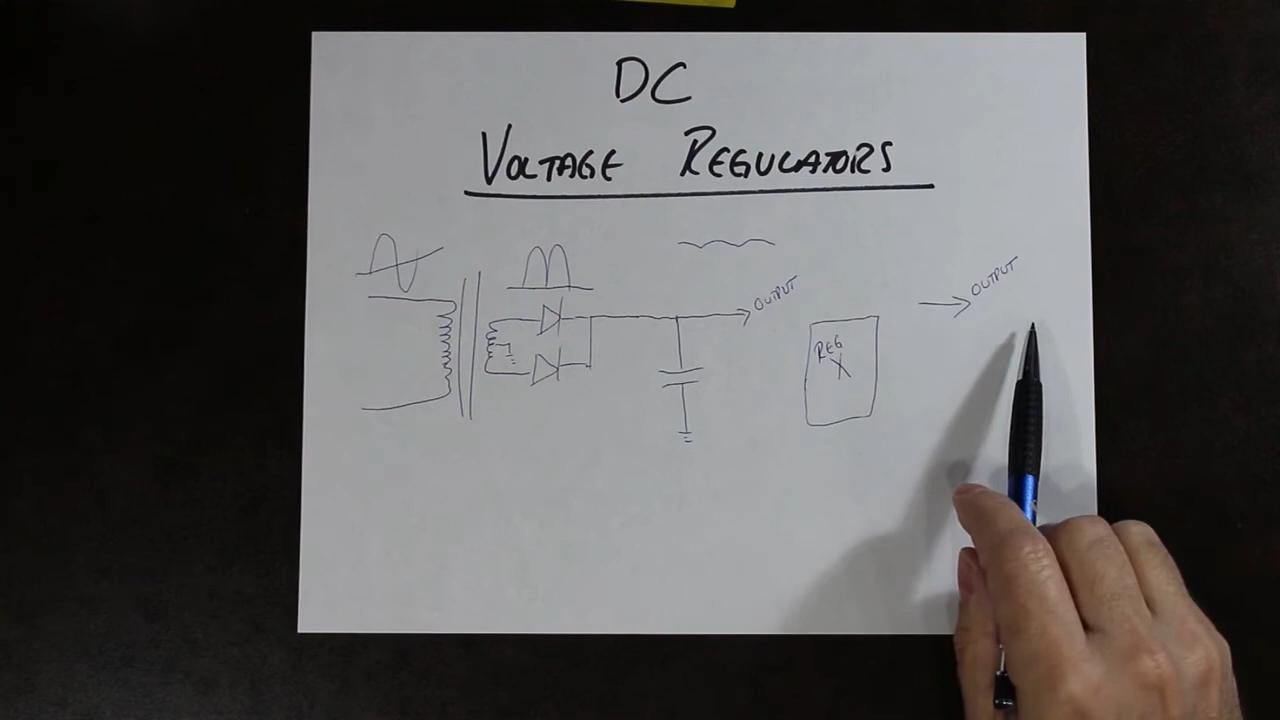 DC
VOLTAGE REGULATORS
OUTPUT
OUTPUT
REG
X